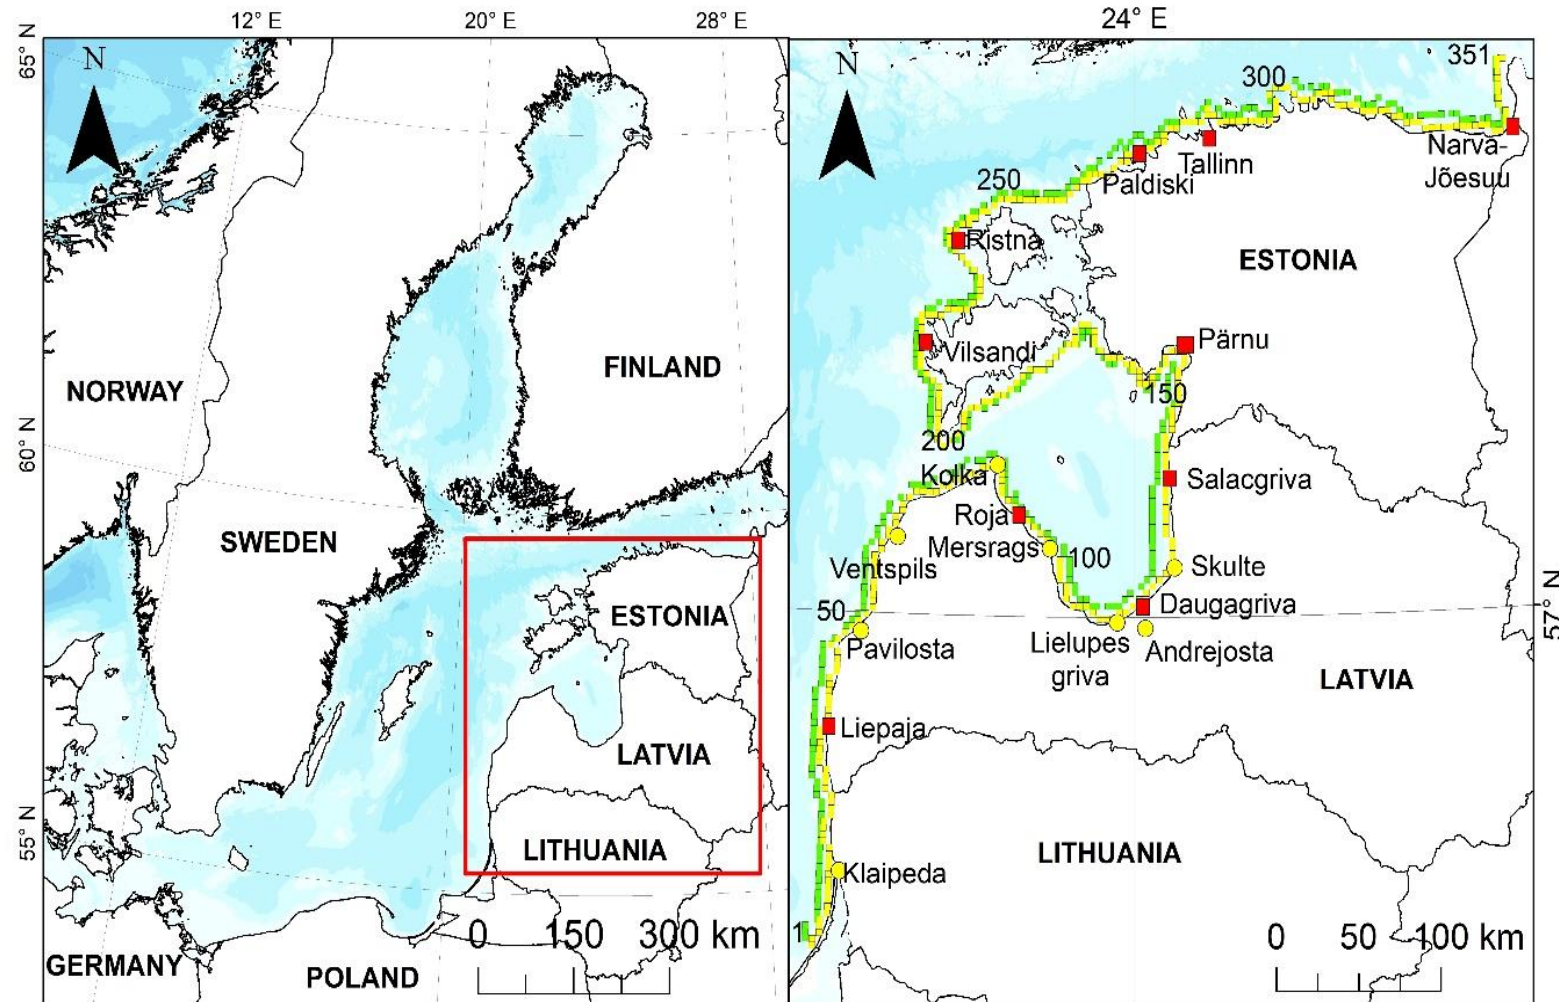 12° E
20° E
28° E
65° N
60° N
55° N
N
NORWAY
SWEDEN
FINLAND
ESTONIA
LATVIA
LITHUANIA
GERMANY
POLAND
0 150 300 km
24° E
57° N
N
351
300
Narva-
Jõesuu
Tallinn
Paldiski
250
Ristna
ESTONIA
Vilsandi
Pärnu
150
200
Kolka
Salacgriva
Roja
Mersrags
100
Ventspils
Skulte
50
Daugagriva
Pavilosta
Lielupes
griva
Andrejosta
LATVIA
Liepaja
LITHUANIA
Klaipeda
1
0 50 100 km